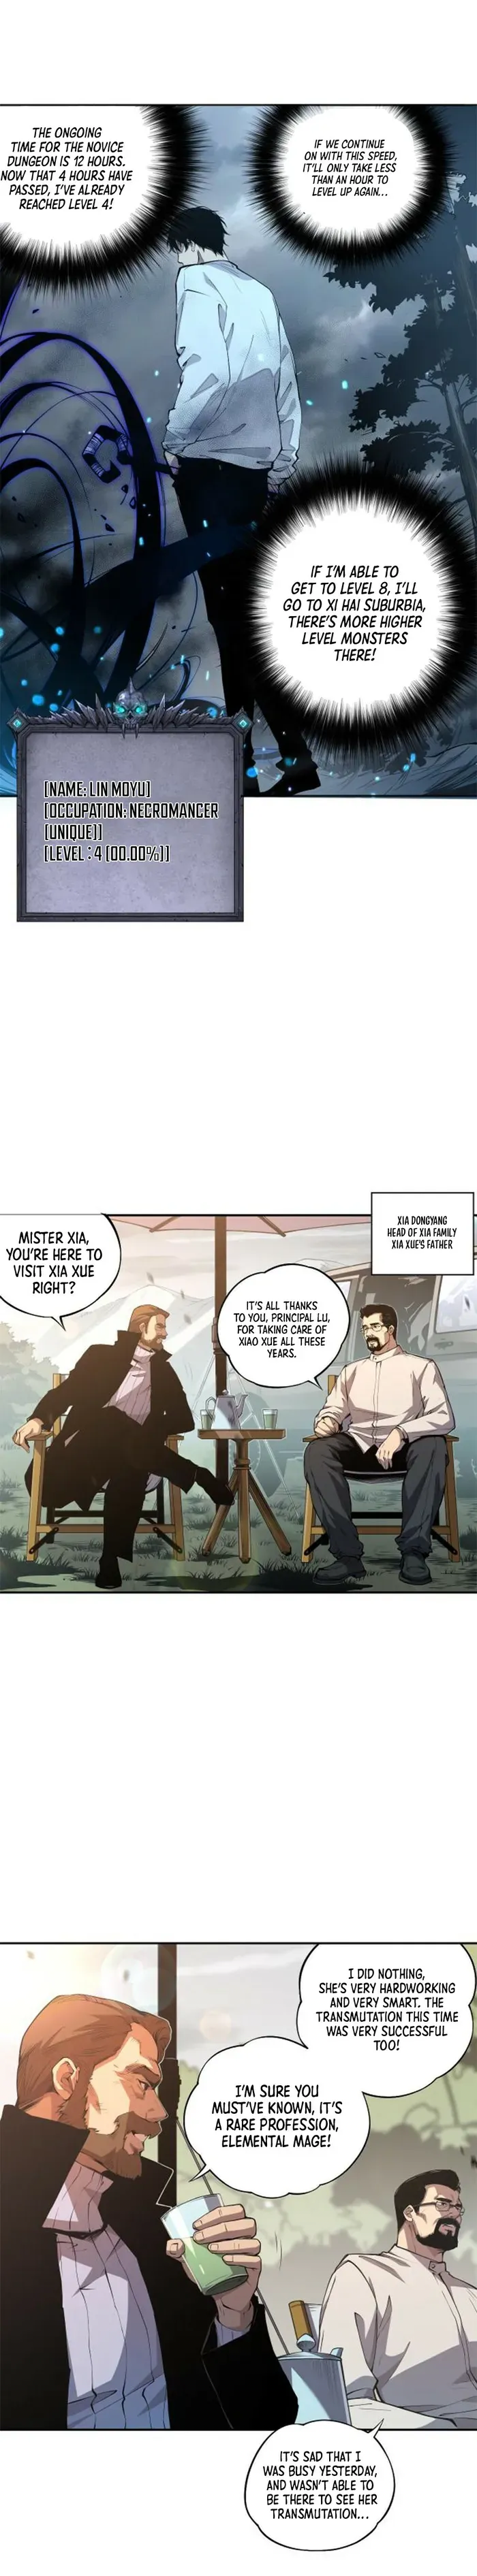 THE ONGOING
TIME FOR THE NOVICE
DUNGEON IS 12 HOURS.
NOW THAT 4 HOURS HAVE
PASSED, I'VE ALREADY
REACHED LEVEL 4!
IF WE CONTINUE
ON WITH THIS SPEED,
IT'LL ONLY TAKE LESS
THAN AN HOUR TO
LEVEL UP AGAIN...
IF I'M ABLE TO
GET TO LEVEL 8, I'LL
GO TO XI HAI SUBURBIA,
THERE'S MORE HIGHER
LEVEL MONSTERS
THERE!
[NAME: LIN MOYU]
[OCCUPATION: NECROMANCER
[UNIQUE]]
[LEVEL:4 [00.00%]]
XIA DONGYANG
HEAD OF XIA FAMILY
XIA XUE'S FATHER
MISTER XIA,
YOU'RE HERE TO
VISIT XIA XUE
RIGHT?
IT'S ALL THANKS
TO YOU, PRINCIPAL LU,
FOR TAKING CARE OF
XIAO XUE ALL THESE
YEARS.
I DID NOTHING,
SHE'S VERY HARDWORKING
AND VERY SMART. THE
TRANSMUTATION THIS TIME
WAS VERY SUCCESSFUL
TOO!
I'M SURE YOU
MUST'VE KNOWN, IT'S
A RARE PROFESSION,
ELEMENTAL MAGE!
IT'S SAD THAT I
WAS BUSY YESTERDAY,
AND WASN'T ABLE TO
BE THERE TO SEE HER
TRANSMUTATION...